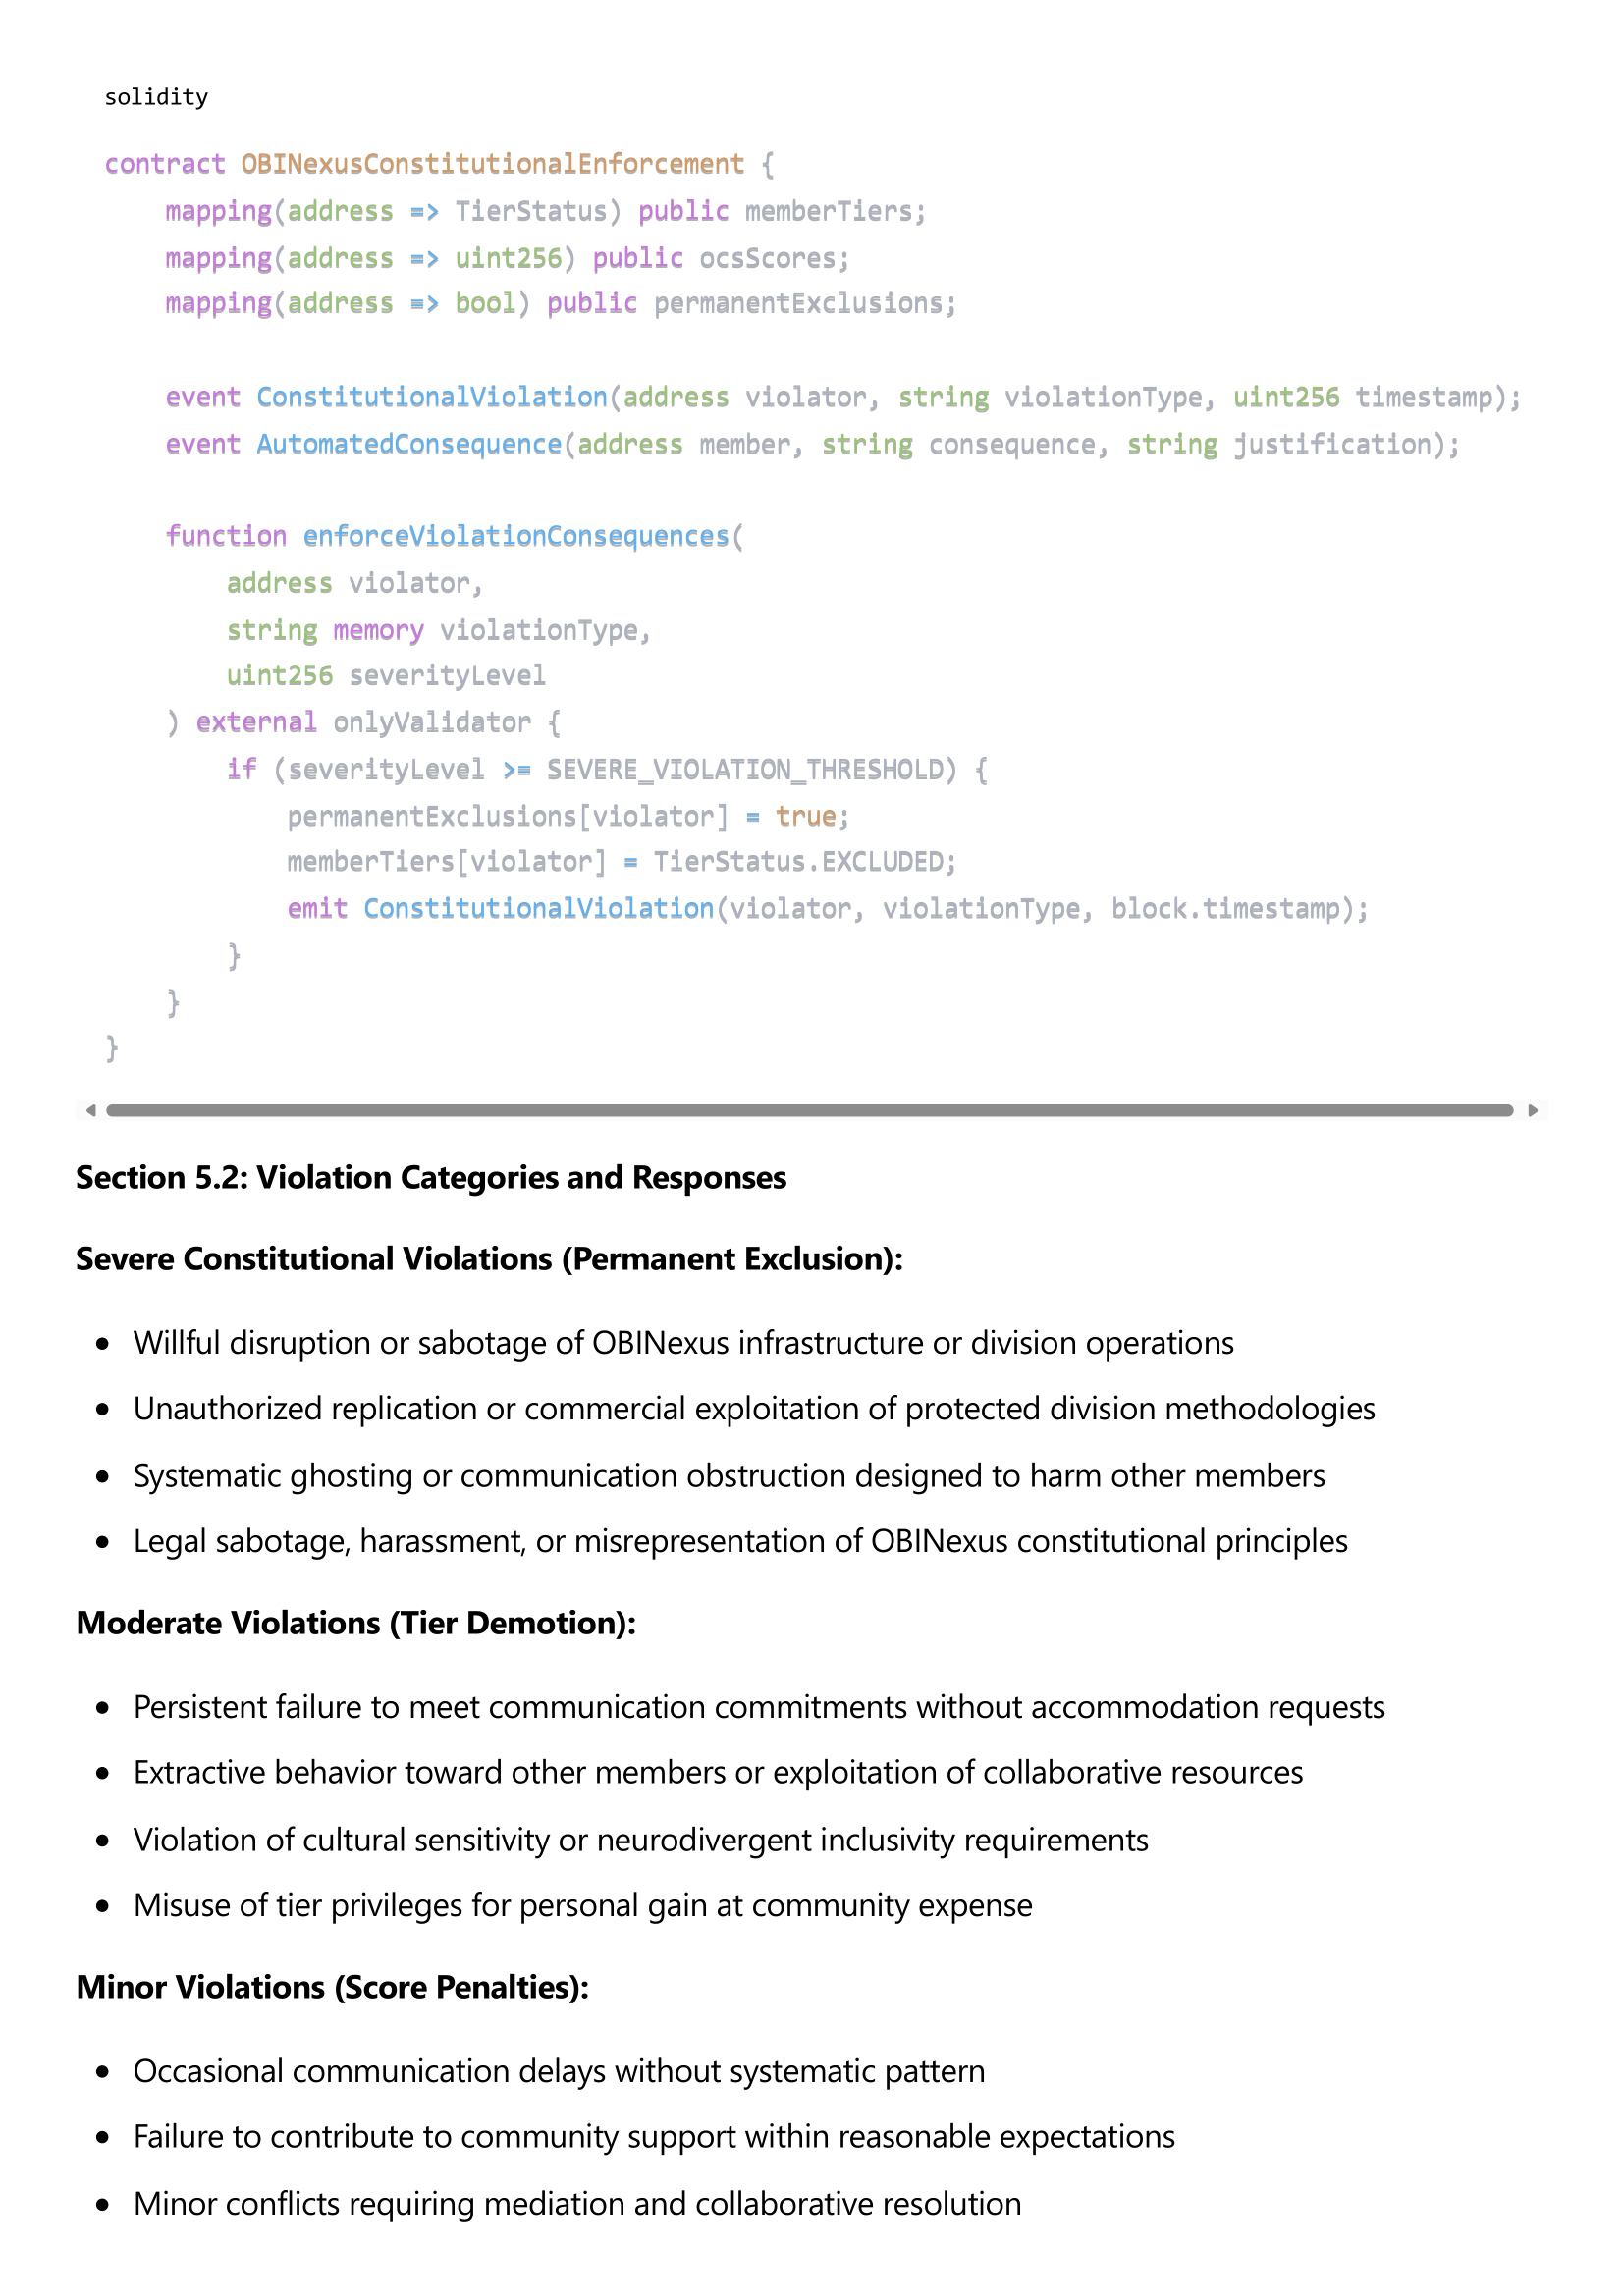 solidity
contract OBINexusConstitutionalEnforcement {
    mapping(address => TierStatus) public memberTiers;
    mapping(address => uint256) public ocsScores;
    mapping(address => bool) public permanentExclusions;

    event ConstitutionalViolation(address violator, string violationType, uint256 timestamp);
    event AutomatedConsequence(address member, string consequence, string justification);

    function enforceViolationConsequences(
        address violator,
        string memory violationType,
        uint256 severityLevel
    ) external onlyValidator {
        if (severityLevel >= SEVERE_VIOLATION_THRESHOLD) {
            permanentExclusions[violator] = true;
            memberTiers[violator] = TierStatus.EXCLUDED;
            emit ConstitutionalViolation(violator, violationType, block.timestamp);
        }
    }
}
Section 5.2: Violation Categories and Responses
Severe Constitutional Violations (Permanent Exclusion):
• Willful disruption or sabotage of OBINexus infrastructure or division operations
• Unauthorized replication or commercial exploitation of protected division methodologies
• Systematic ghosting or communication obstruction designed to harm other members
• Legal sabotage, harassment, or misrepresentation of OBINexus constitutional principles
Moderate Violations (Tier Demotion):
• Persistent failure to meet communication commitments without accommodation requests
• Extractive behavior toward other members or exploitation of collaborative resources
• Violation of cultural sensitivity or neurodivergent inclusivity requirements
• Misuse of tier privileges for personal gain at community expense
Minor Violations (Score Penalties):
• Occasional communication delays without systematic pattern
• Failure to contribute to community support within reasonable expectations
• Minor conflicts requiring mediation and collaborative resolution